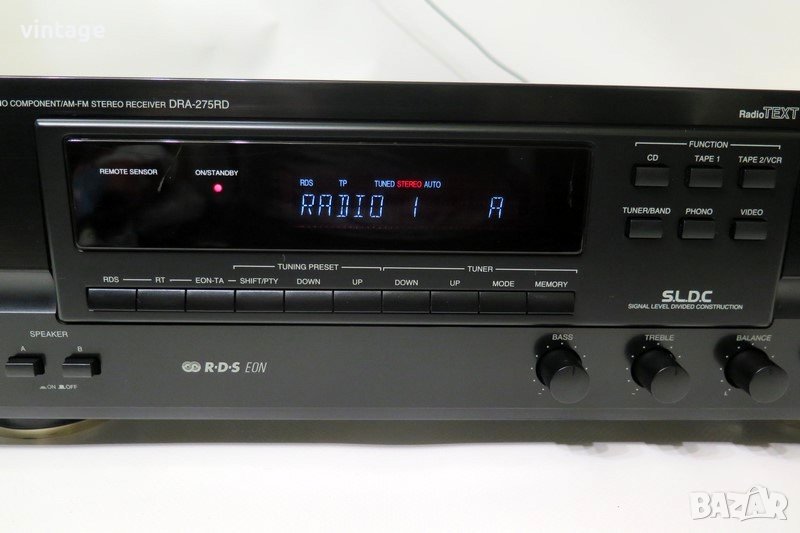 vintage
COMPONENT/AM-FM STEREO RECEIVER DRA-275RD
RadioTEXT
REMOTE SENSOR
ON/STANDBY
RDS TP TUNED STEREO AUTO
RADIO 1 A
FUNCTION
CD TAPE 1 TAPE 2/VCR
TUNER/BAND PHONO VIDEO
TUNING PRESET TUNER
RDS RT EON-TA SHIFT/PTY DOWN UP DOWN UP MODE MEMORY
S.L.D.C
SIGNAL LEVEL DIVIDED CONSTRUCTION
SPEAKER
A B
ON OFF
R·D·S EON
BASS TREBLE BALANCE
- - L
BAZAR